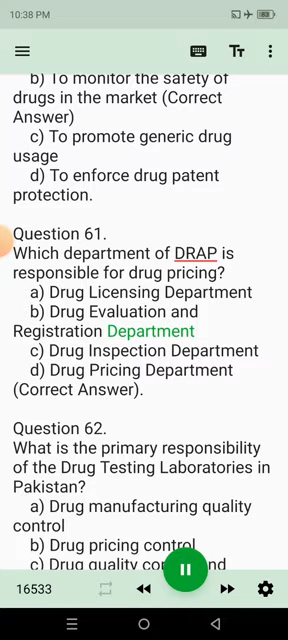 10:38 PM
b) To monitor the safety of
drugs in the market (Correct
Answer)
c) To promote generic drug
usage
d) To enforce drug patent
protection.
Question 61.
Which department of DRAP is
responsible for drug pricing?
a) Drug Licensing Department
b) Drug Evaluation and
Registration Department
c) Drug Inspection Department
d) Drug Pricing Department
(Correct Answer).
Question 62.
What is the primary responsibility
of the Drug Testing Laboratories in
Pakistan?
a) Drug manufacturing quality
control
b) Drug pricing control
c) Drug quality and
16533